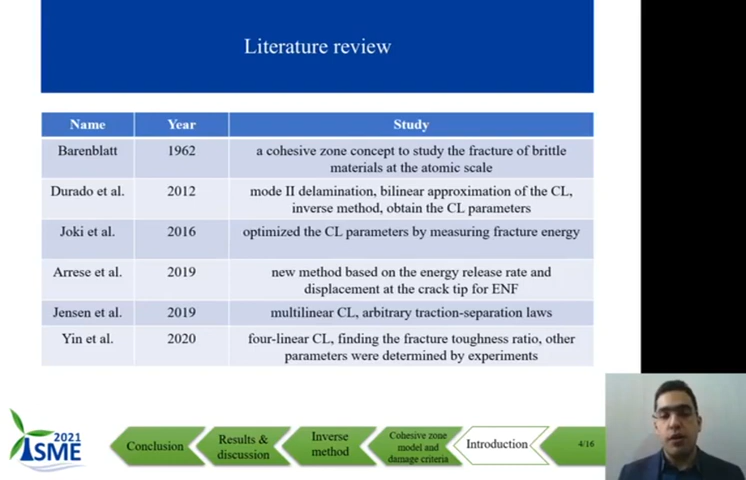 Literature review
Name Year Study
Barenblatt 1962 a cohesive zone concept to study the fracture of brittle
materials at the atomic scale
Durado et al. 2012 mode II delamination, bilinear approximation of the CL,
inverse method, obtain the CL parameters
Joki et al. 2016 optimized the CL parameters by measuring fracture energy
Arrese et al. 2019 new method based on the energy release rate and
displacement at the crack tip for ENF
Jensen et al. 2019 multilinear CL, arbitrary traction-separation laws
Yin et al. 2020 four-linear CL, finding the fracture toughness ratio, other
parameters were determined by experiments
2021
ISME
Conclusion
Results &
discussion
Inverse
method
Cohesive zone
model and
damage criteria
Introduction
4/16